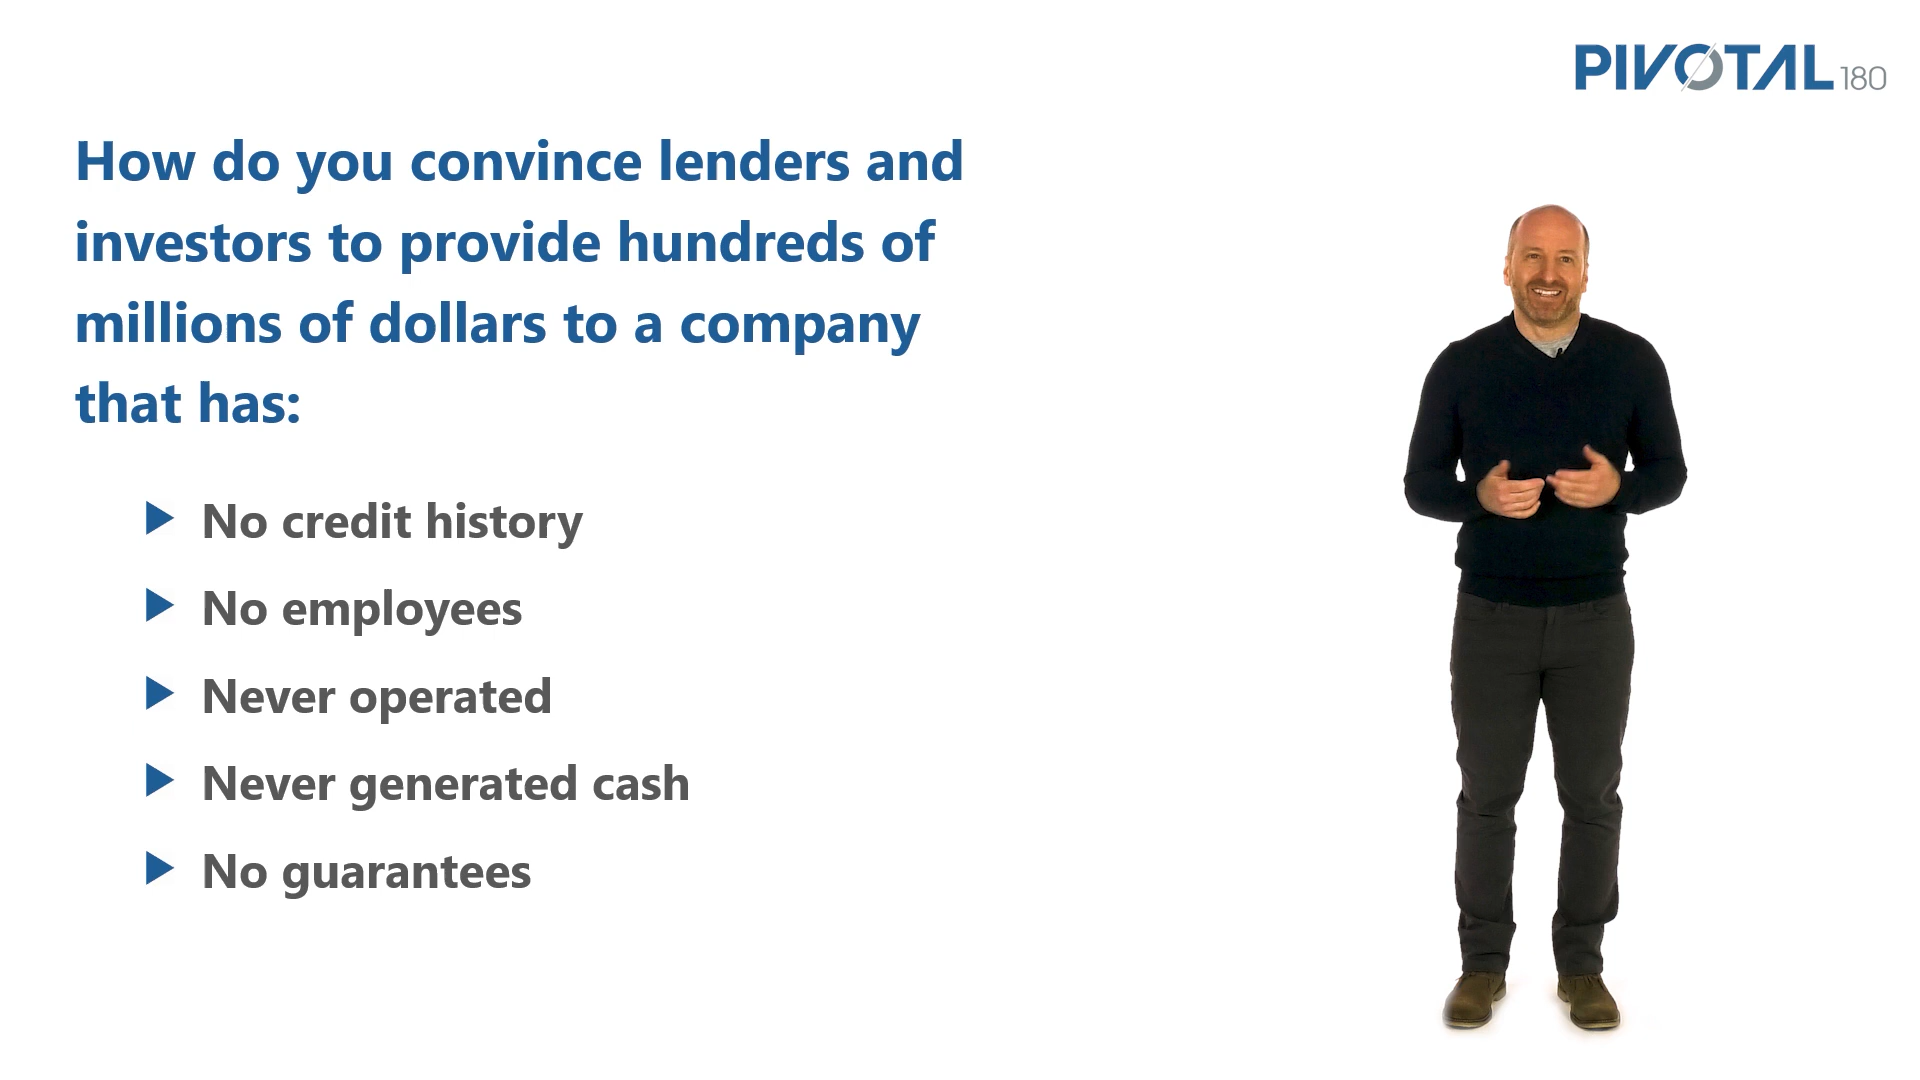 PIVOTAL 180
How do you convince lenders and
investors to provide hundreds of
millions of dollars to a company
that has:
No credit history
No employees
Never operated
Never generated cash
No guarantees